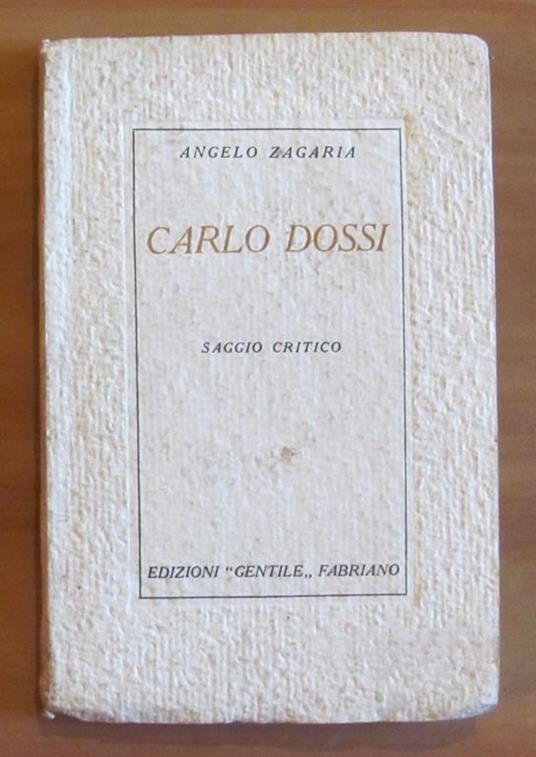 ANGELO ZAGARIA
CARLO DOSSI
SAGGIO CRITICO
EDIZIONI “GENTILE„ FABRIANO